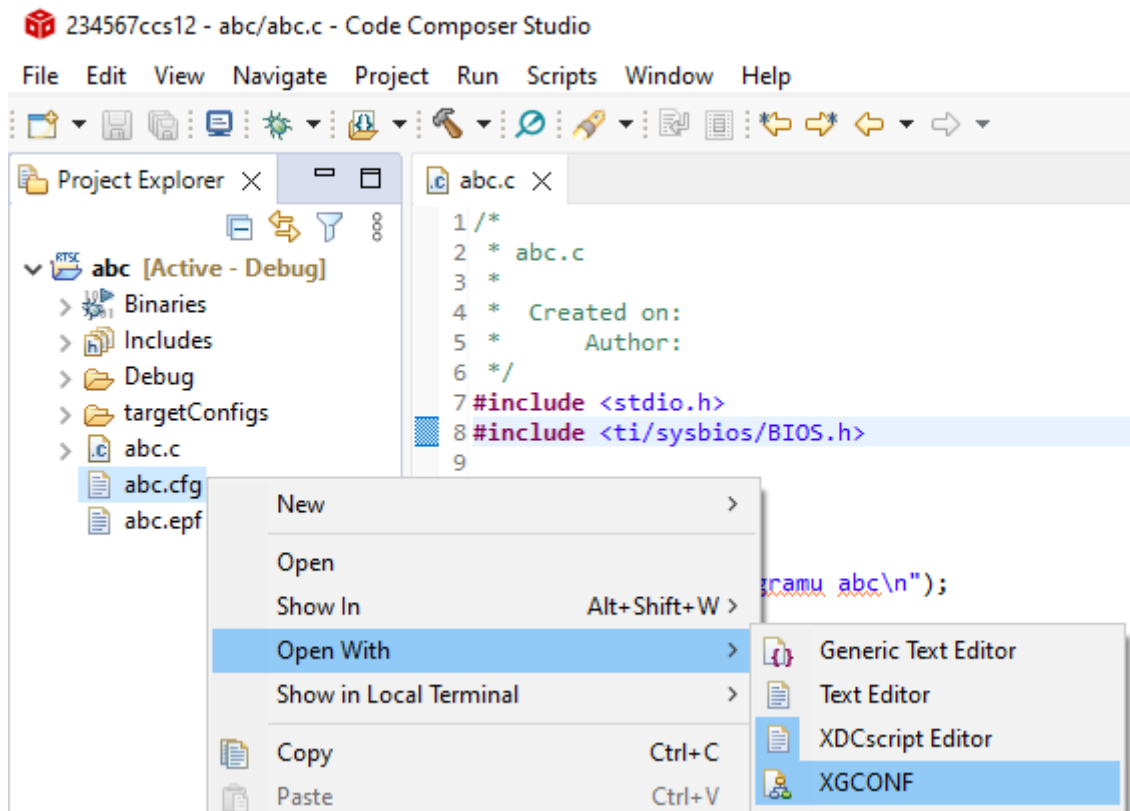 234567ccs12 - abc/abc.c - Code Composer Studio
File Edit View Navigate Project Run Scripts Window Help
Project Explorer
abc.c
RTSC
abc [Active - Debug]
Binaries
Includes
Debug
targetConfigs
abc.c
abc.cfg
abc.epf
1 /*
2 * abc.c
3 *
4 * Created on:
5 * Author:
6 */
7 #include <stdio.h>
8 #include <ti/sysbios/BIOS.h>
9
gramu abc\n");
New
Open
Show In Alt+Shift+W >
Open With >
Show in Local Terminal >
Copy Ctrl+C
Paste Ctrl+V
Generic Text Editor
Text Editor
XDCscript Editor
XGCONF